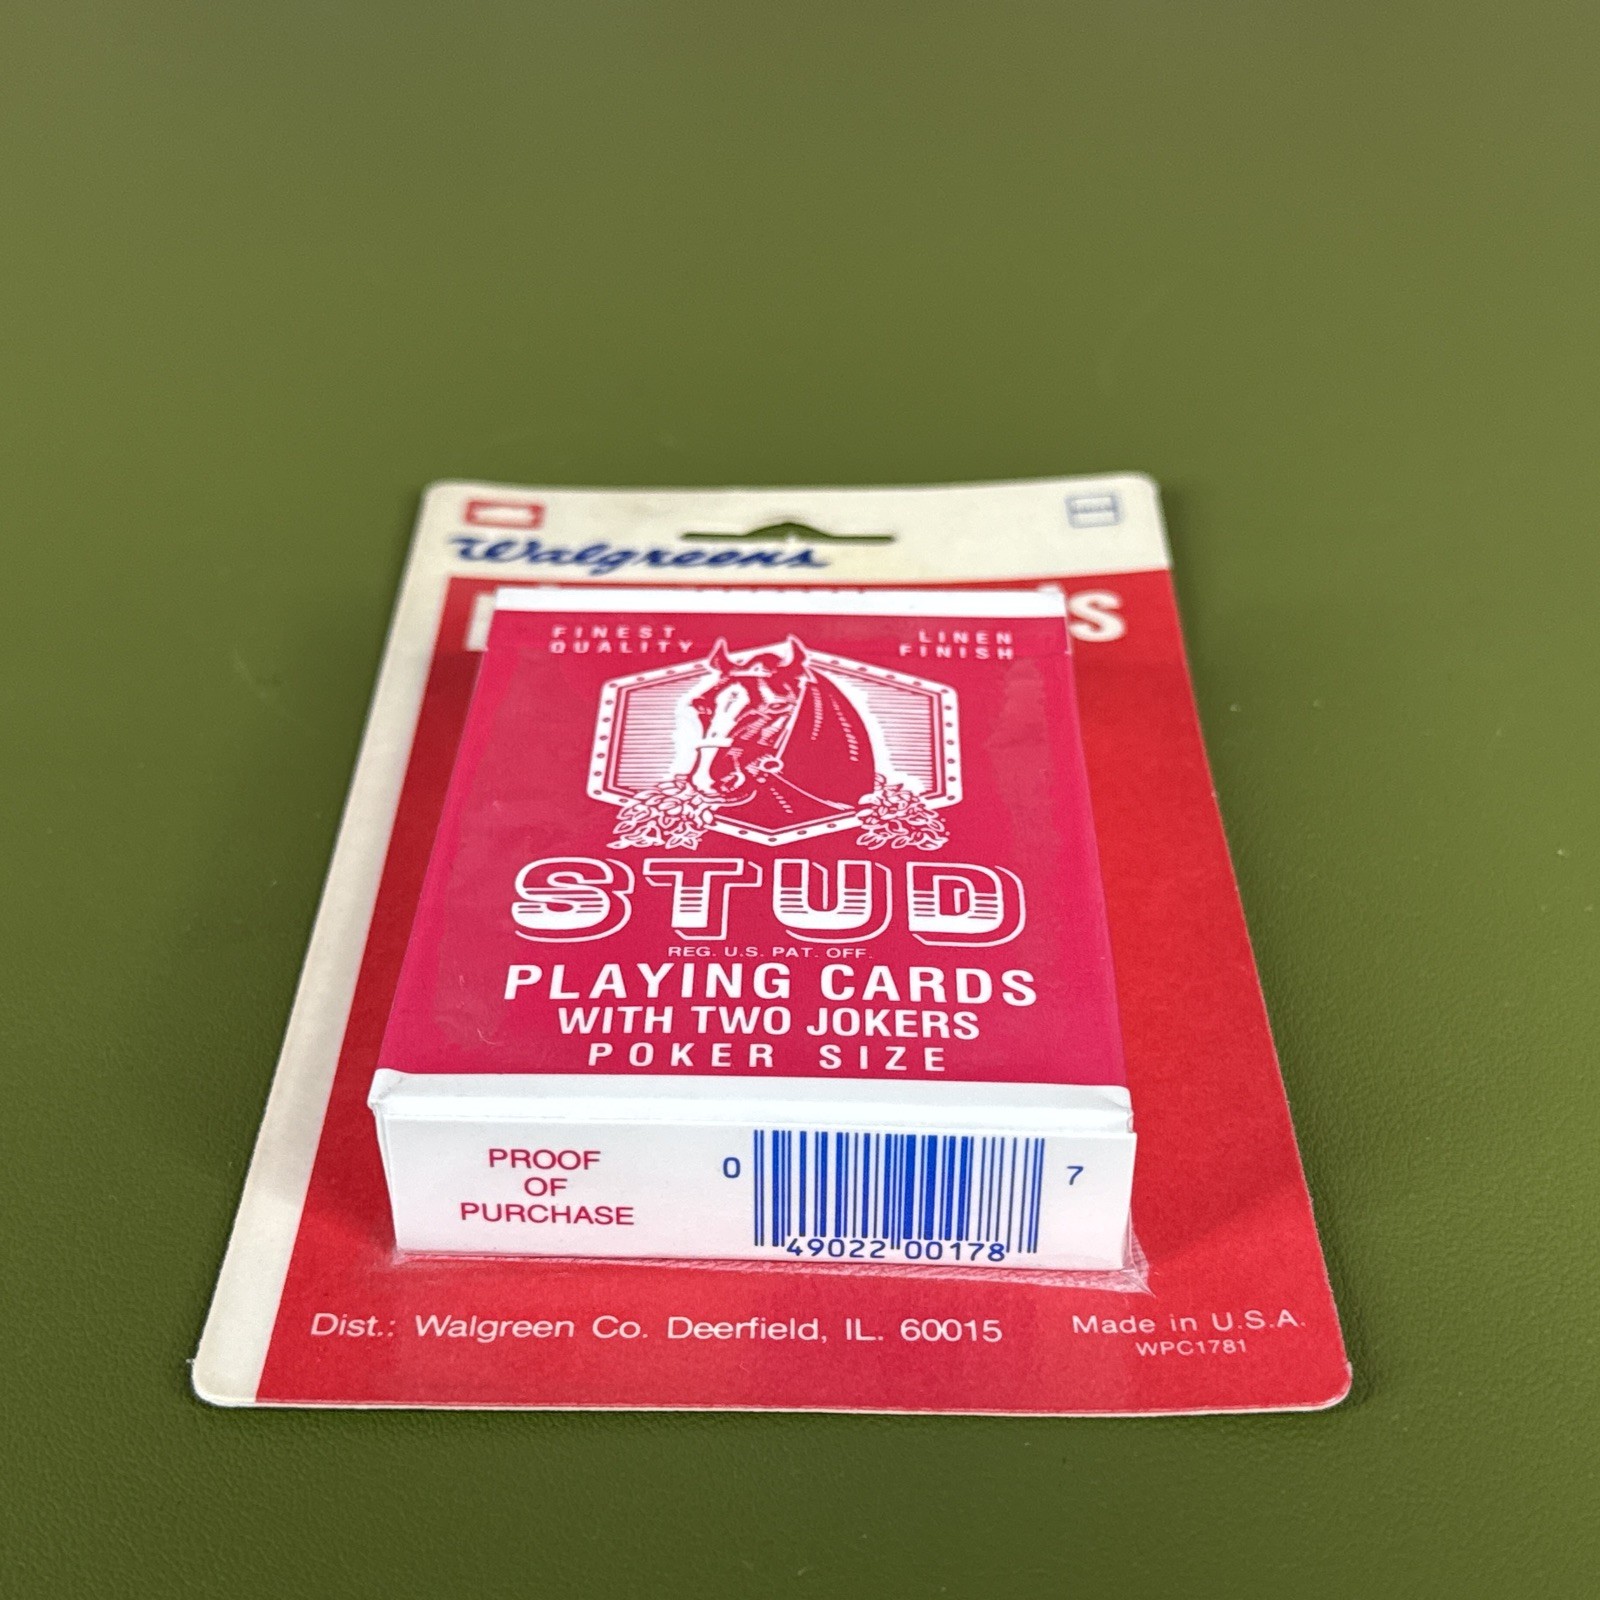 Walgreens
FINEST
QUALITY
LINEN
FINISH
STUD
REG. U.S. PAT. OFF.
PLAYING CARDS
WITH TWO JOKERS
POKER SIZE
PROOF
OF
PURCHASE
0 49022 00178 7
Dist.: Walgreen Co. Deerfield, IL. 60015
Made in U.S.A.
WPC1781